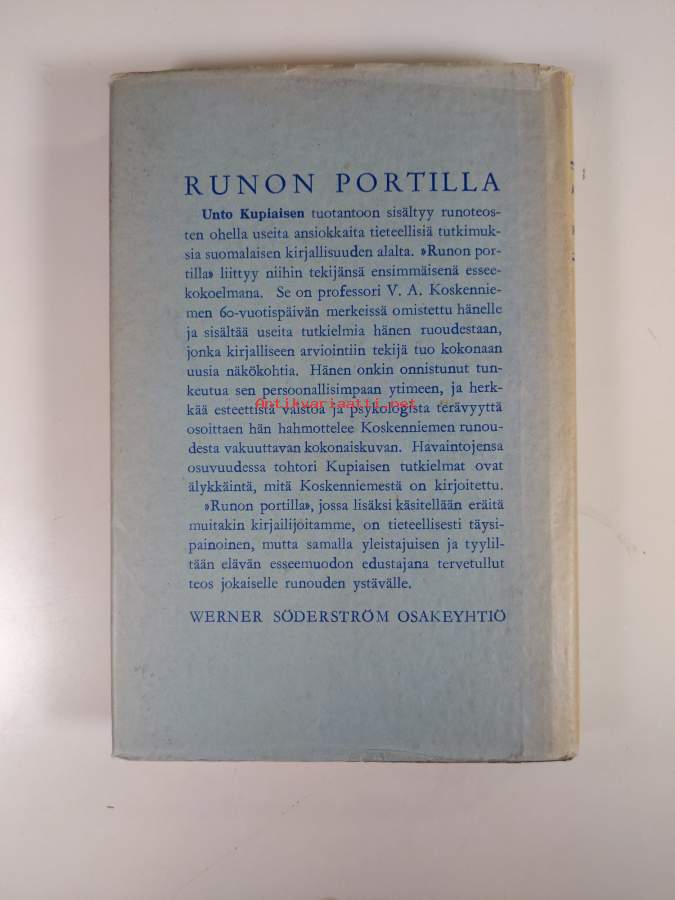 RUNON PORTILLA
Unto Kupiaisen tuotantoon sisältyy runoteos-
ten ohella useita ansiokkaita tieteellisiä tutkimuk-
sia suomalaisen kirjallisuuden alalta. »Runon por-
tilla» liittyy niihin tekijänsä ensimmäisenä essee-
kokoelmana. Se on professori V. A. Koskennie-
men 60-vuotispäivän merkeissä omistettu hänelle
ja sisältää useita tutkielmia hänen ruoudestaan,
jonka kirjalliseen arviointiin tekijä tuo kokonaan
uusia näkökohtia. Hänen onkin onnistunut tun-
keutua sen persoonallisimpaan ytimeen, ja herk-
kää esteettistä vaistoa ja psykologista terävyyttä
Antikvariaatti.net
osoittaen hän hahmottelee Koskenniemen runou-
desta vakuuttavan kokonaiskuvan. Havaintojensa
osuvuudessa tohtori Kupiaisen tutkielmat ovat
älykkäintä, mitä Koskenniemestä on kirjoitettu.
»Runon portilla», jossa lisäksi käsitellään eräitä
muitakin kirjailijoitamme, on tieteellisesti täysi-
painoinen, mutta samalla yleistajuisen ja tyylil-
tään elävän esseemuodon edustajana tervetullut
teos jokaiselle runouden ystävälle.
WERNER SÖDERSTRÖM OSAKEYHTIÖ